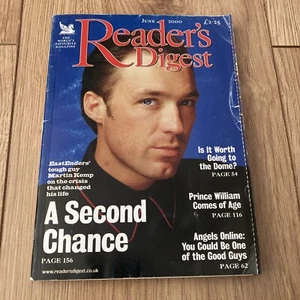 JUNE 2000 £2.25
THE
WORLD'S
FAVOURITE
MAGAZINE
Reader's
Digest
Is It Worth
Going to
the Dome?
PAGE 54
EastEnders'
tough guy
Martin Kemp
on the crisis
that changed
his life
Prince William
Comes of Age
PAGE 116
A Second
Chance
PAGE 156
Angels Online:
You Could Be One
of the Good Guys
PAGE 62
www.readersdigest.co.uk